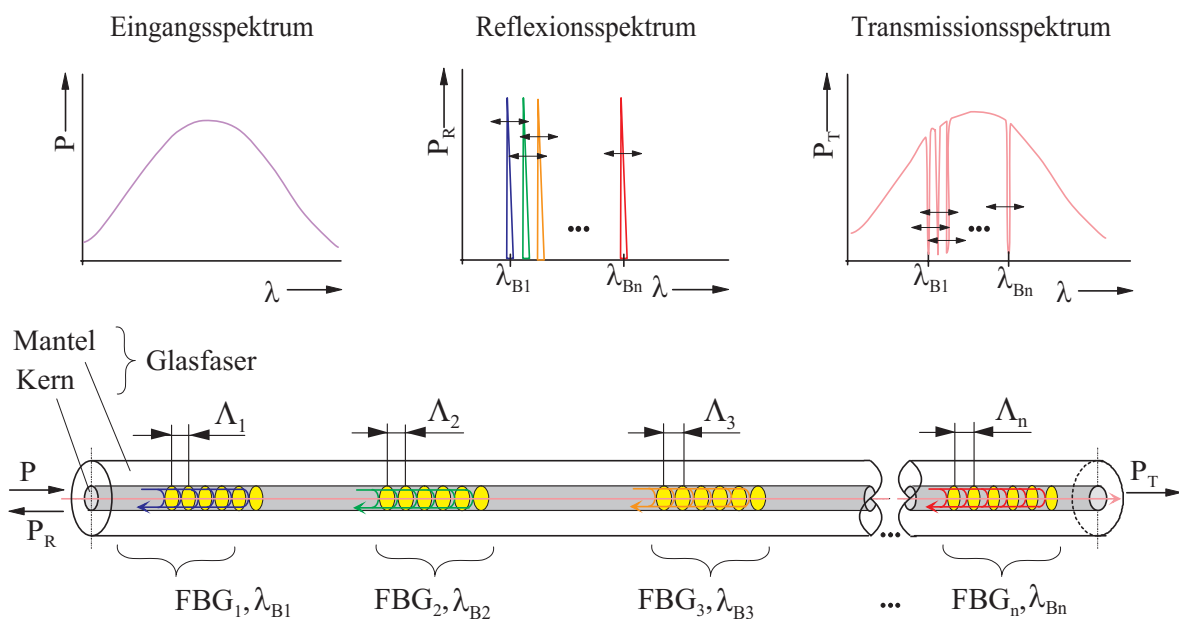 Eingangsspektrum
Reflexionsspektrum
Transmissionsspektrum
P
λ
P_R
λ_B1
λ_Bn
λ
...
P_T
λ_B1
λ_Bn
λ
...
Mantel
Kern
Glasfaser
Λ_1
Λ_2
Λ_3
Λ_n
P
P_R
P_T
...
FBG_1, λ_B1
FBG_2, λ_B2
FBG_3, λ_B3
...
FBG_n, λ_Bn